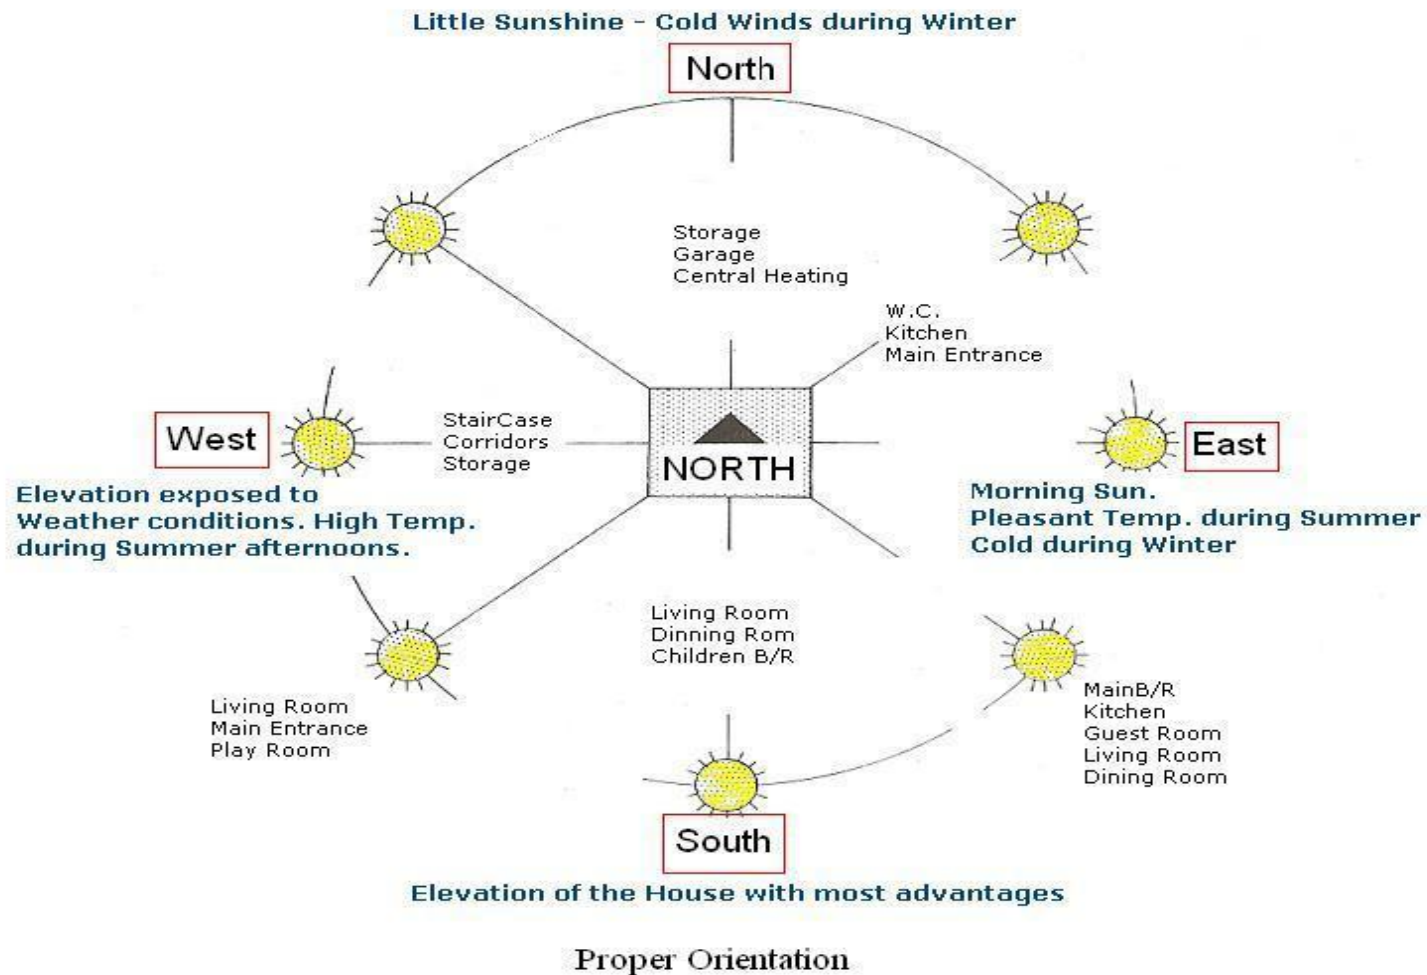 Little Sunshine - Cold Winds during Winter
North
Storage
Garage
Central Heating
W.C.
Kitchen
Main Entrance
West
StairCase
Corridors
Storage
NORTH
East
Elevation exposed to
Weather conditions. High Temp.
during Summer afternoons.
Morning Sun.
Pleasant Temp. during Summer
Cold during Winter
Living Room
Dinning Rom
Children B/R
Living Room
Main Entrance
Play Room
MainB/R
Kitchen
Guest Room
Living Room
Dining Room
South
Elevation of the House with most advantages
Proper Orientation